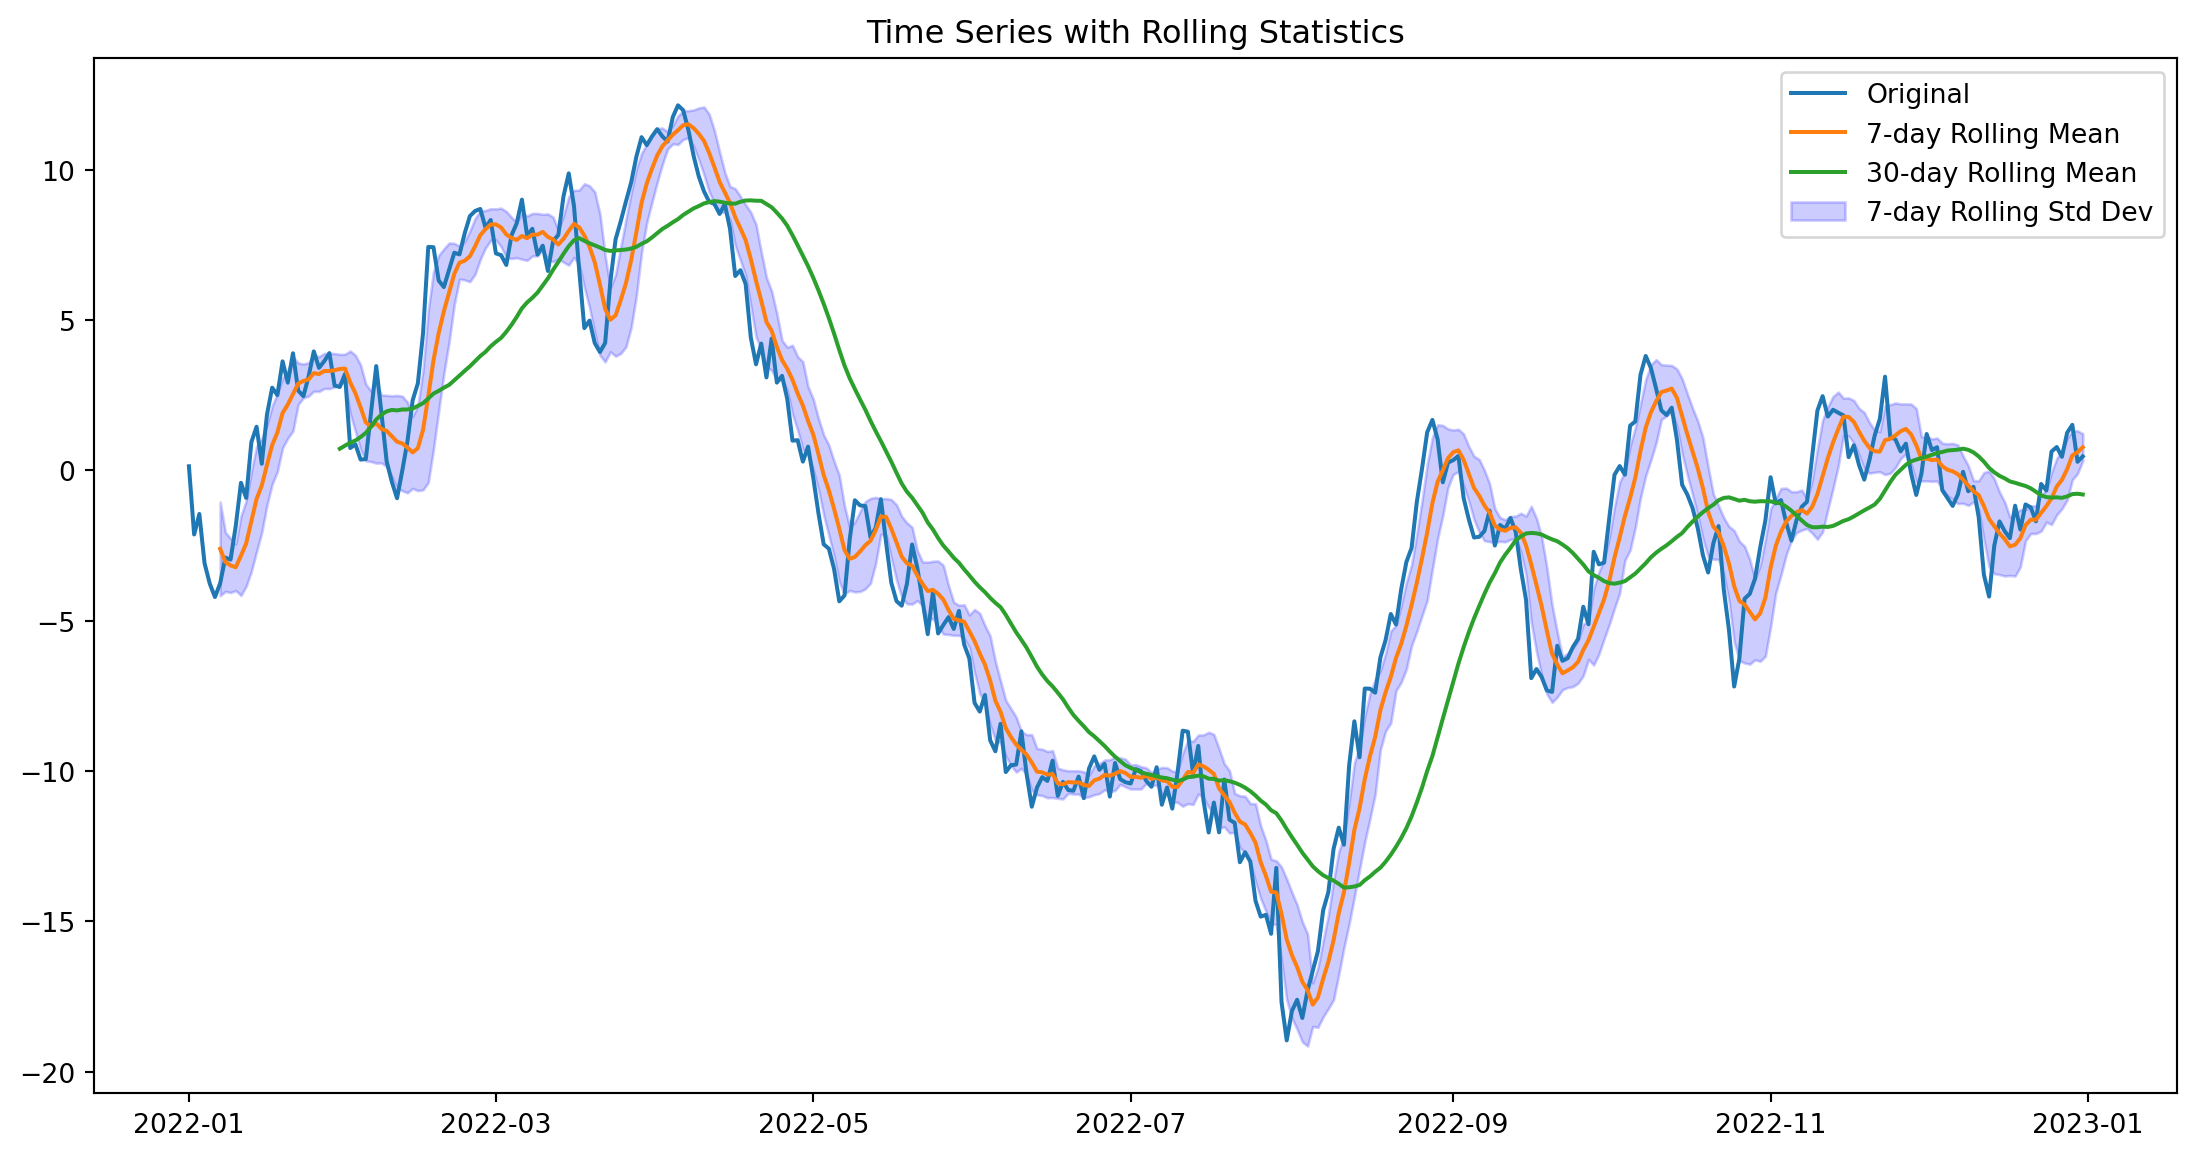 Time Series with Rolling Statistics
Original
7-day Rolling Mean
30-day Rolling Mean
7-day Rolling Std Dev
10
5
0
−5
−10
−15
−20
2022-01 2022-03 2022-05 2022-07 2022-09 2022-11 2023-01